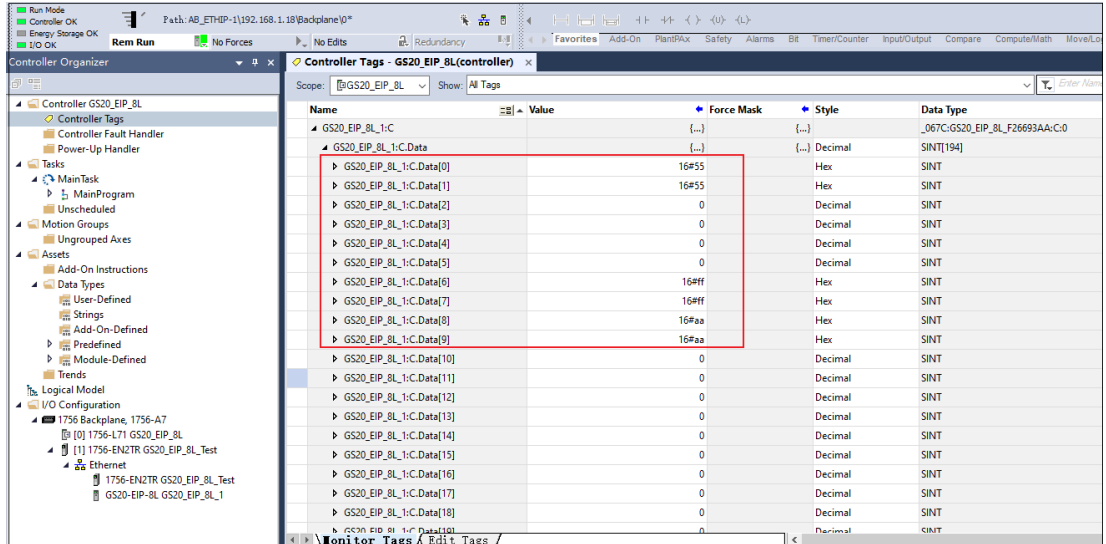 Run Mode
Controller OK
Energy Storage OK
I/O OK
Path: AB_ETHIP-1\192.168.1.18\Backplane\0*
Rem Run
No Forces
No Edits
Redundancy
Favorites Add-On PlantPAx Safety Alarms Bit Timer/Counter Input/Output Compare Compute/Math Move/Lo
Controller Organizer
Controller Tags - GS20_EIP_8L(controller)
Scope: GS20_EIP_8L Show: All Tags Enter Name
Controller GS20_EIP_8L
Controller Tags
Controller Fault Handler
Power-Up Handler
Tasks
MainTask
MainProgram
Unscheduled
Motion Groups
Ungrouped Axes
Assets
Add-On Instructions
Data Types
User-Defined
Strings
Add-On-Defined
Predefined
Module-Defined
Trends
Logical Model
I/O Configuration
1756 Backplane, 1756-A7
[0] 1756-L71 GS20_EIP_8L
[1] 1756-EN2TR GS20_EIP_8L_Test
Ethernet
1756-EN2TR GS20_EIP_8L_Test
GS20-EIP-8L GS20_EIP_8L_1
Name Value Force Mask Style Data Type
GS20_EIP_8L_1:C {...} {...} _067C:GS20_EIP_8L_F26693AA:C:0
GS20_EIP_8L_1:C.Data {...} {...} Decimal SINT[194]
GS20_EIP_8L_1:C.Data[0] 16#55 Hex SINT
GS20_EIP_8L_1:C.Data[1] 16#55 Hex SINT
GS20_EIP_8L_1:C.Data[2] 0 Decimal SINT
GS20_EIP_8L_1:C.Data[3] 0 Decimal SINT
GS20_EIP_8L_1:C.Data[4] 0 Decimal SINT
GS20_EIP_8L_1:C.Data[5] 0 Decimal SINT
GS20_EIP_8L_1:C.Data[6] 16#ff Hex SINT
GS20_EIP_8L_1:C.Data[7] 16#ff Hex SINT
GS20_EIP_8L_1:C.Data[8] 16#aa Hex SINT
GS20_EIP_8L_1:C.Data[9] 16#aa Hex SINT
GS20_EIP_8L_1:C.Data[10] 0 Decimal SINT
GS20_EIP_8L_1:C.Data[11] 0 Decimal SINT
GS20_EIP_8L_1:C.Data[12] 0 Decimal SINT
GS20_EIP_8L_1:C.Data[13] 0 Decimal SINT
GS20_EIP_8L_1:C.Data[14] 0 Decimal SINT
GS20_EIP_8L_1:C.Data[15] 0 Decimal SINT
GS20_EIP_8L_1:C.Data[16] 0 Decimal SINT
GS20_EIP_8L_1:C.Data[17] 0 Decimal SINT
GS20_EIP_8L_1:C.Data[18] 0 Decimal SINT
GS20_EIP_8L_1:C.Data[19] 0 Decimal SINT
Monitor Tags Edit Tags